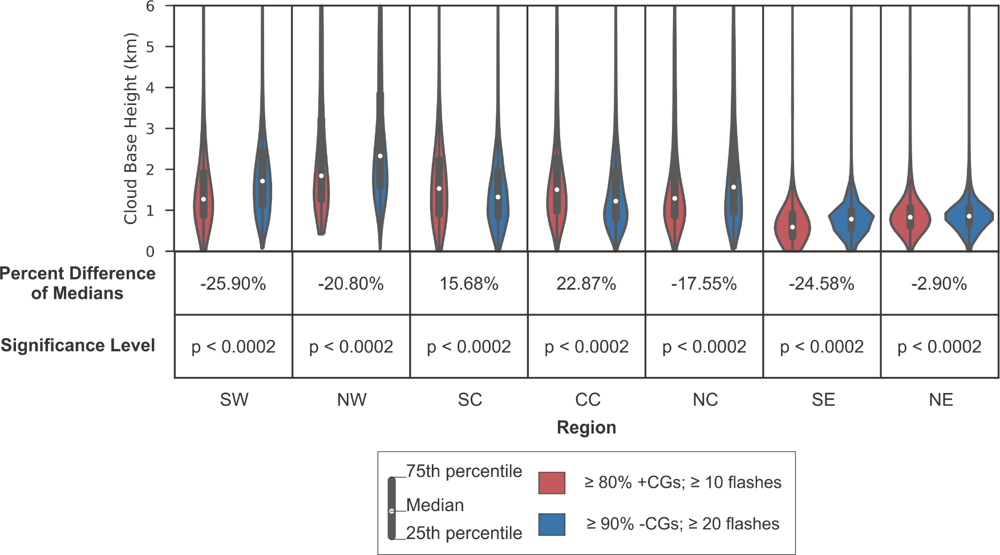 Cloud Base Height (km)
6
5
4
3
2
1
0
Percent Difference
of Medians
-25.90% -20.80% 15.68% 22.87% -17.55% -24.58% -2.90%
Significance Level
p < 0.0002 p < 0.0002 p < 0.0002 p < 0.0002 p < 0.0002 p < 0.0002 p < 0.0002
SW NW SC CC NC SE NE
Region
75th percentile
Median
25th percentile
≥ 80% +CGs; ≥ 10 flashes
≥ 90% -CGs; ≥ 20 flashes